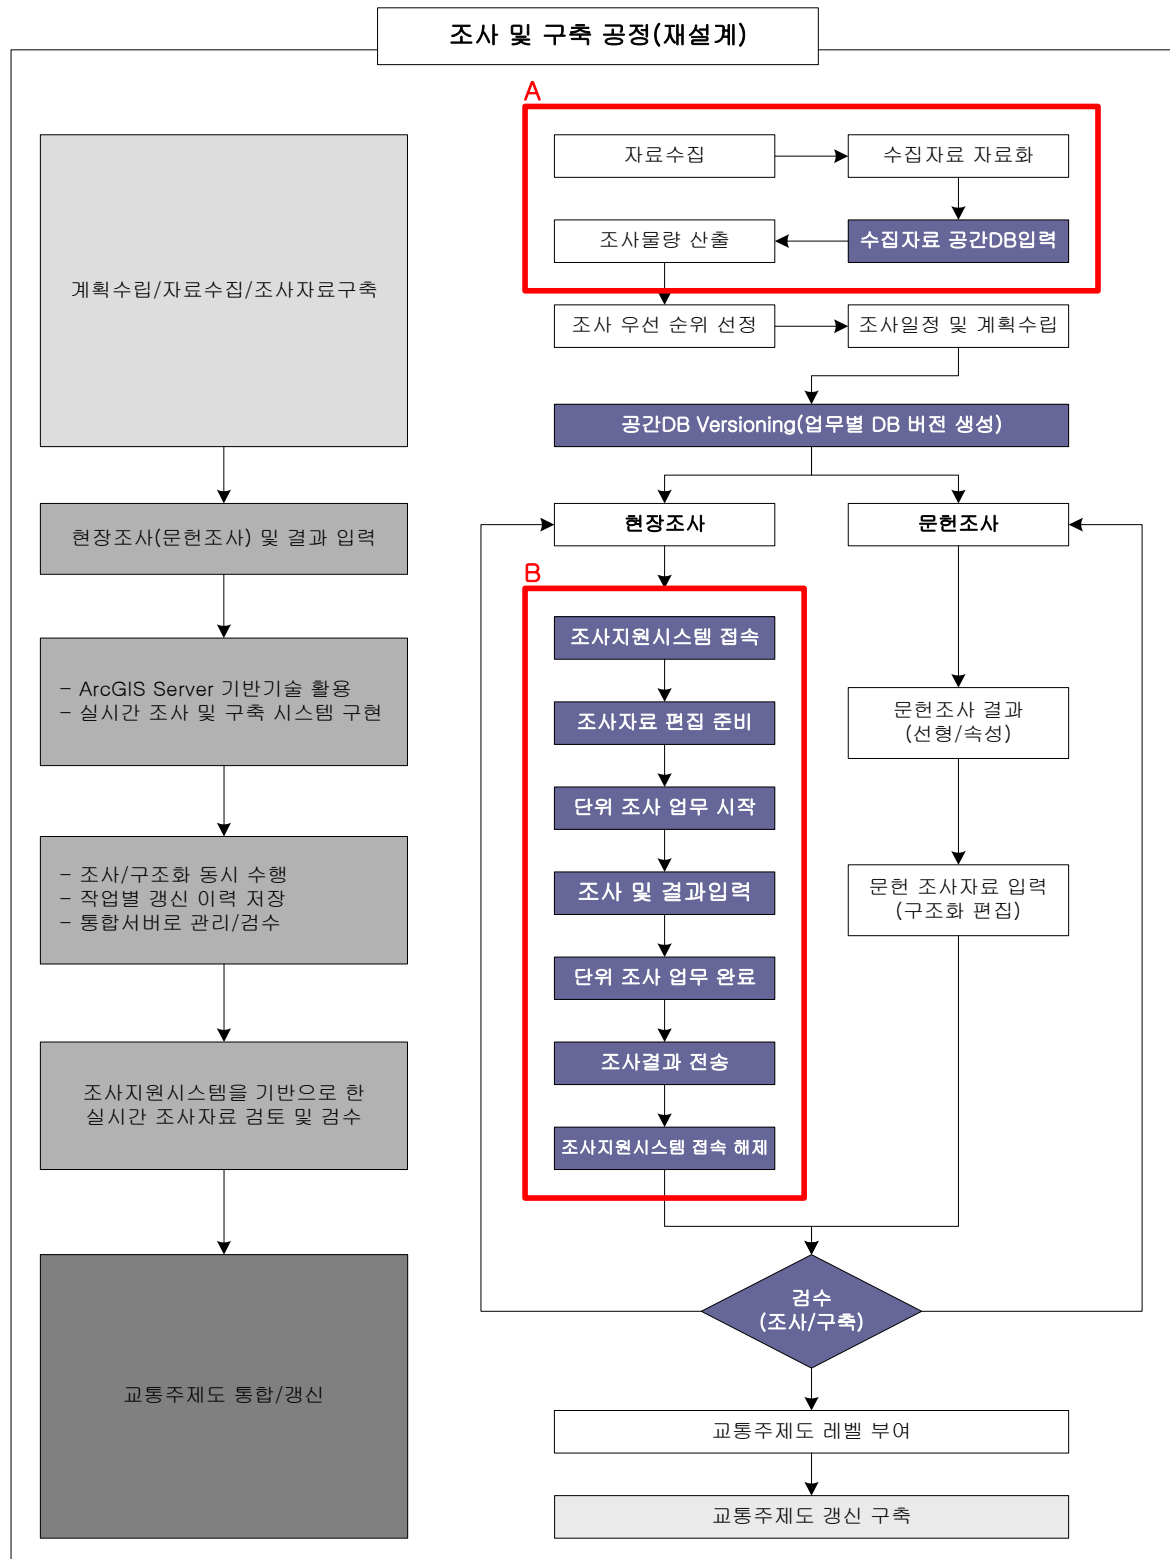 조사 및 구축 공정(재설계)
계획수립/자료수집/조사자료구축
현장조사(문헌조사) 및 결과 입력
- ArcGIS Server 기반기술 활용
- 실시간 조사 및 구축 시스템 구현
- 조사/구조화 동시 수행
- 작업별 갱신 이력 저장
- 통합서버로 관리/검수
조사지원시스템을 기반으로 한
실시간 조사자료 검토 및 검수
교통주제도 통합/갱신
A
자료수집
수집자료 자료화
수집자료 공간DB입력
조사물량 산출
조사 우선 순위 선정
조사일정 및 계획수립
공간DB Versioning(업무별 DB 버전 생성)
현장조사
문헌조사
B
조사지원시스템 접속
조사자료 편집 준비
단위 조사 업무 시작
조사 및 결과입력
단위 조사 업무 완료
조사결과 전송
조사지원시스템 접속 해제
문헌조사 결과
(선형/속성)
문헌 조사자료 입력
(구조화 편집)
검수
(조사/구축)
교통주제도 레벨 부여
교통주제도 갱신 구축